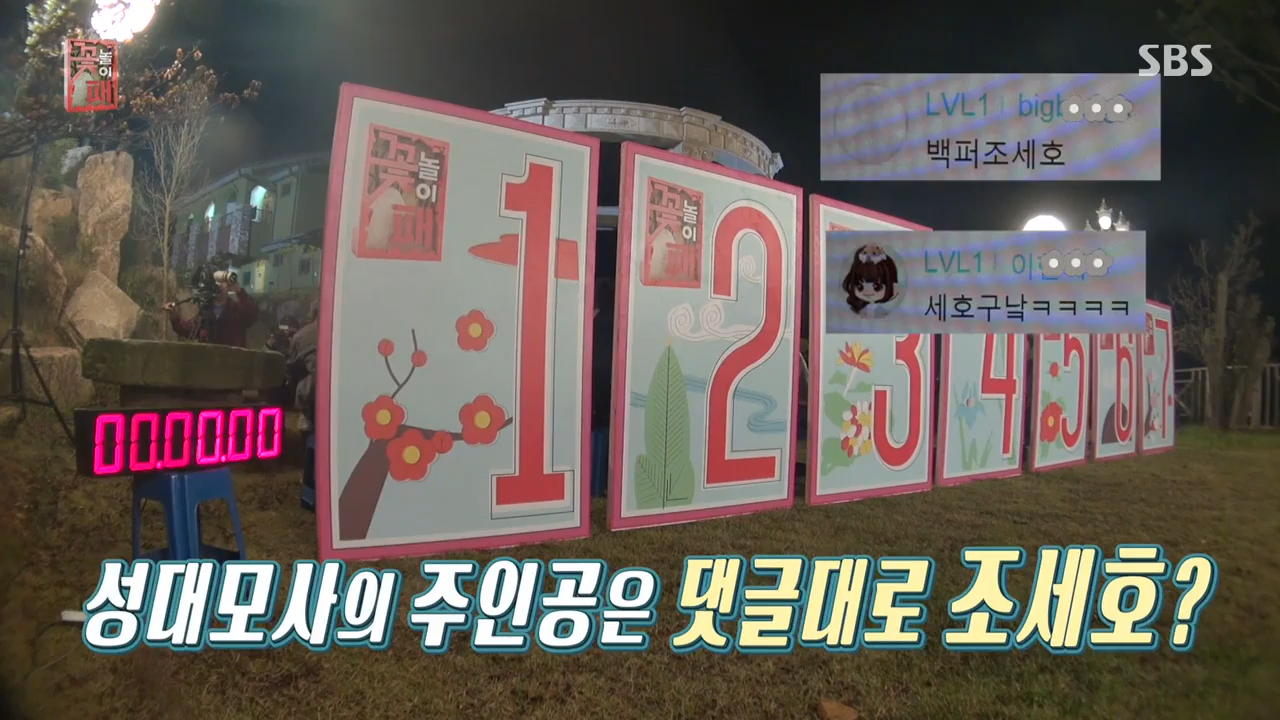 꽃놀이패
SBS
LVL1 bigb
백퍼조세호
LVL1
세호구낰ㅋㅋㅋㅋ
꽃놀이패 1
꽃놀이패 2
3
4
5
6
7
00.00.00
성대모사의 주인공은 댓글대로 조세호?